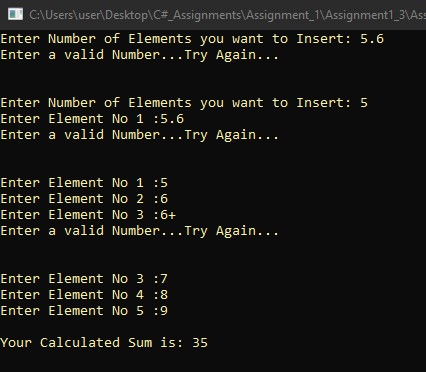 C:\Users\user\Desktop\C#_Assignments\Assignment_1\Assignment1_3\Ass
Enter Number of Elements you want to Insert: 5.6
Enter a valid Number...Try Again...
Enter Number of Elements you want to Insert: 5
Enter Element No 1 :5.6
Enter a valid Number...Try Again...
Enter Element No 1 :5
Enter Element No 2 :6
Enter Element No 3 :6+
Enter a valid Number...Try Again...
Enter Element No 3 :7
Enter Element No 4 :8
Enter Element No 5 :9
Your Calculated Sum is: 35